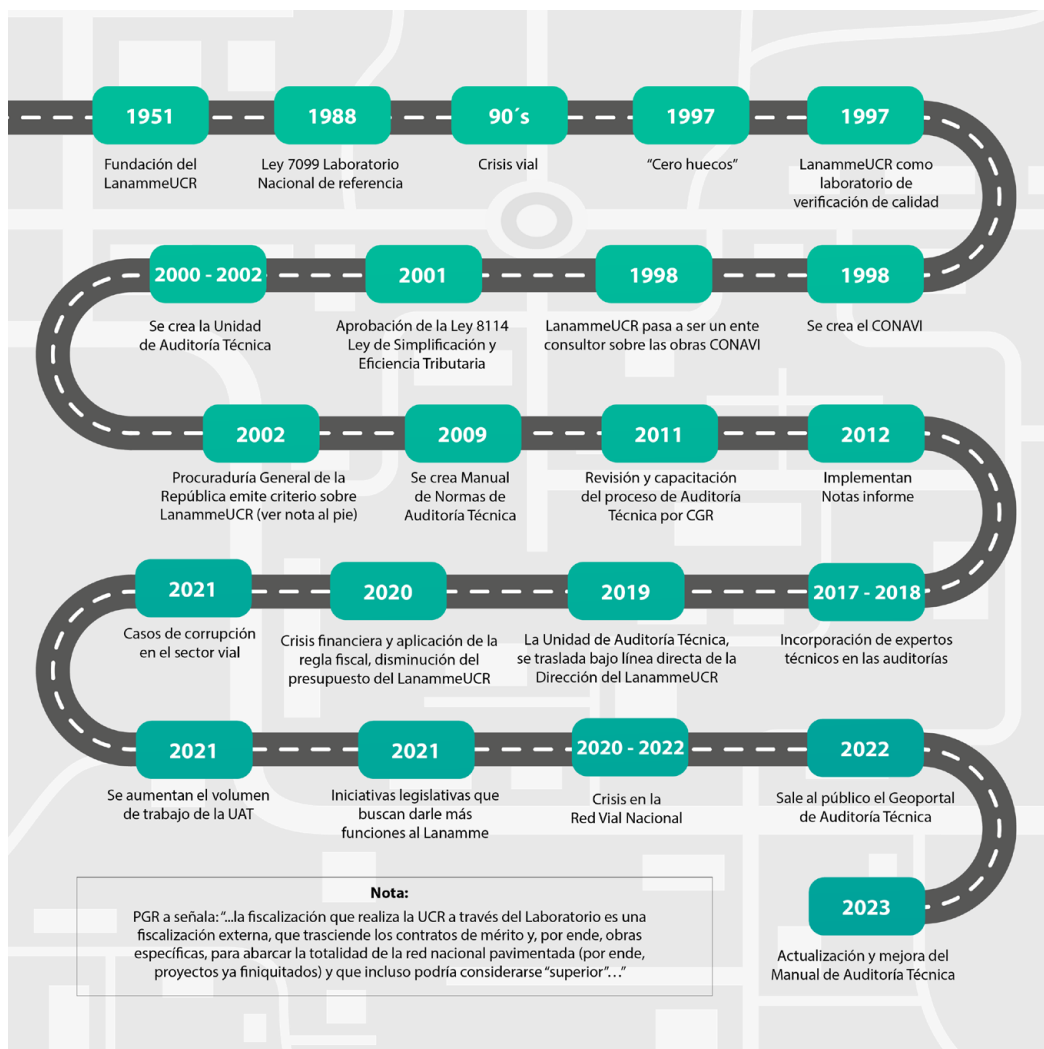 1951
Fundación del
LanammeUCR
1988
Ley 7099 Laboratorio
Nacional de referencia
90´s
Crisis vial
1997
"Cero huecos"
1997
LanammeUCR como
laboratorio de
verificación de calidad
1998
Se crea el CONAVI
1998
LanammeUCR pasa a ser un ente
consultor sobre las obras CONAVI
2001
Aprobación de la Ley 8114
Ley de Simplificación y
Eficiencia Tributaria
2000 - 2002
Se crea la Unidad
de Auditoría Técnica
2002
Procuraduría General de la
República emite criterio sobre
LanammeUCR (ver nota al pie)
2009
Se crea Manual
de Normas de
Auditoría Técnica
2011
Revisión y capacitación
del proceso de Auditoría
Técnica por CGR
2012
Implementan
Notas informe
2017 - 2018
Incorporación de expertos
técnicos en las auditorías
2019
La Unidad de Auditoría Técnica,
se traslada bajo línea directa de la
Dirección del LanammeUCR
2020
Crisis financiera y aplicación de la
regla fiscal, disminución del
presupuesto del LanammeUCR
2021
Casos de corrupción
en el sector vial
2021
Se aumentan el volumen
de trabajo de la UAT
2021
Iniciativas legislativas que
buscan darle más
funciones al Lanamme
2020 - 2022
Crisis en la
Red Vial Nacional
2022
Sale al público el Geoportal
de Auditoría Técnica
2023
Actualización y mejora del
Manual de Auditoría Técnica
Nota:
PGR a señala: "...la fiscalización que realiza la UCR a través del Laboratorio es una
fiscalización externa, que trasciende los contratos de mérito y, por ende, obras
específicas, para abarcar la totalidad de la red nacional pavimentada (por ende,
proyectos ya finiquitados) y que incluso podría considerarse "superior"…"